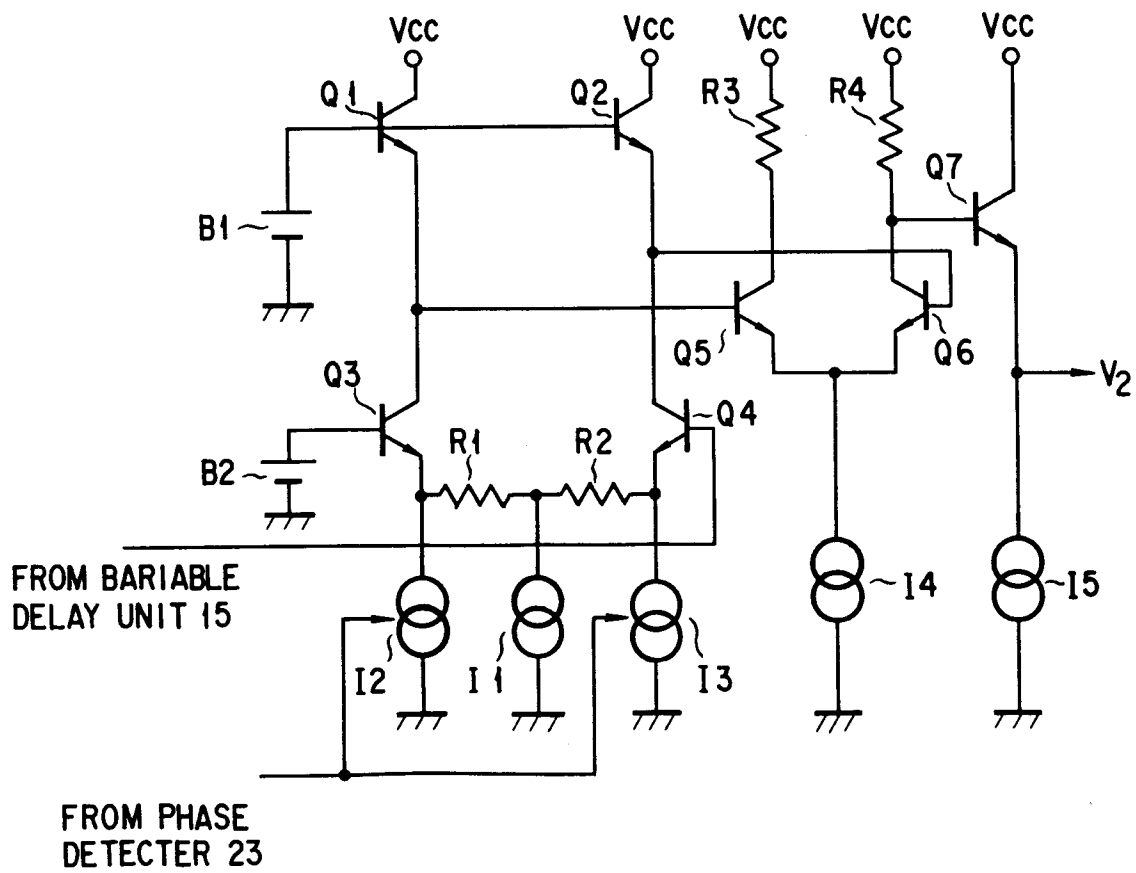 Vcc Vcc Vcc Vcc Vcc
Q1 Q2 R3 R4
Q7
B1
Q5 Q6
V2
Q3 Q4
R1 R2
B2
FROM BARIABLE
DELAY UNIT 15
I4 I5
I2 I1 I3
FROM PHASE
DETECTER 23